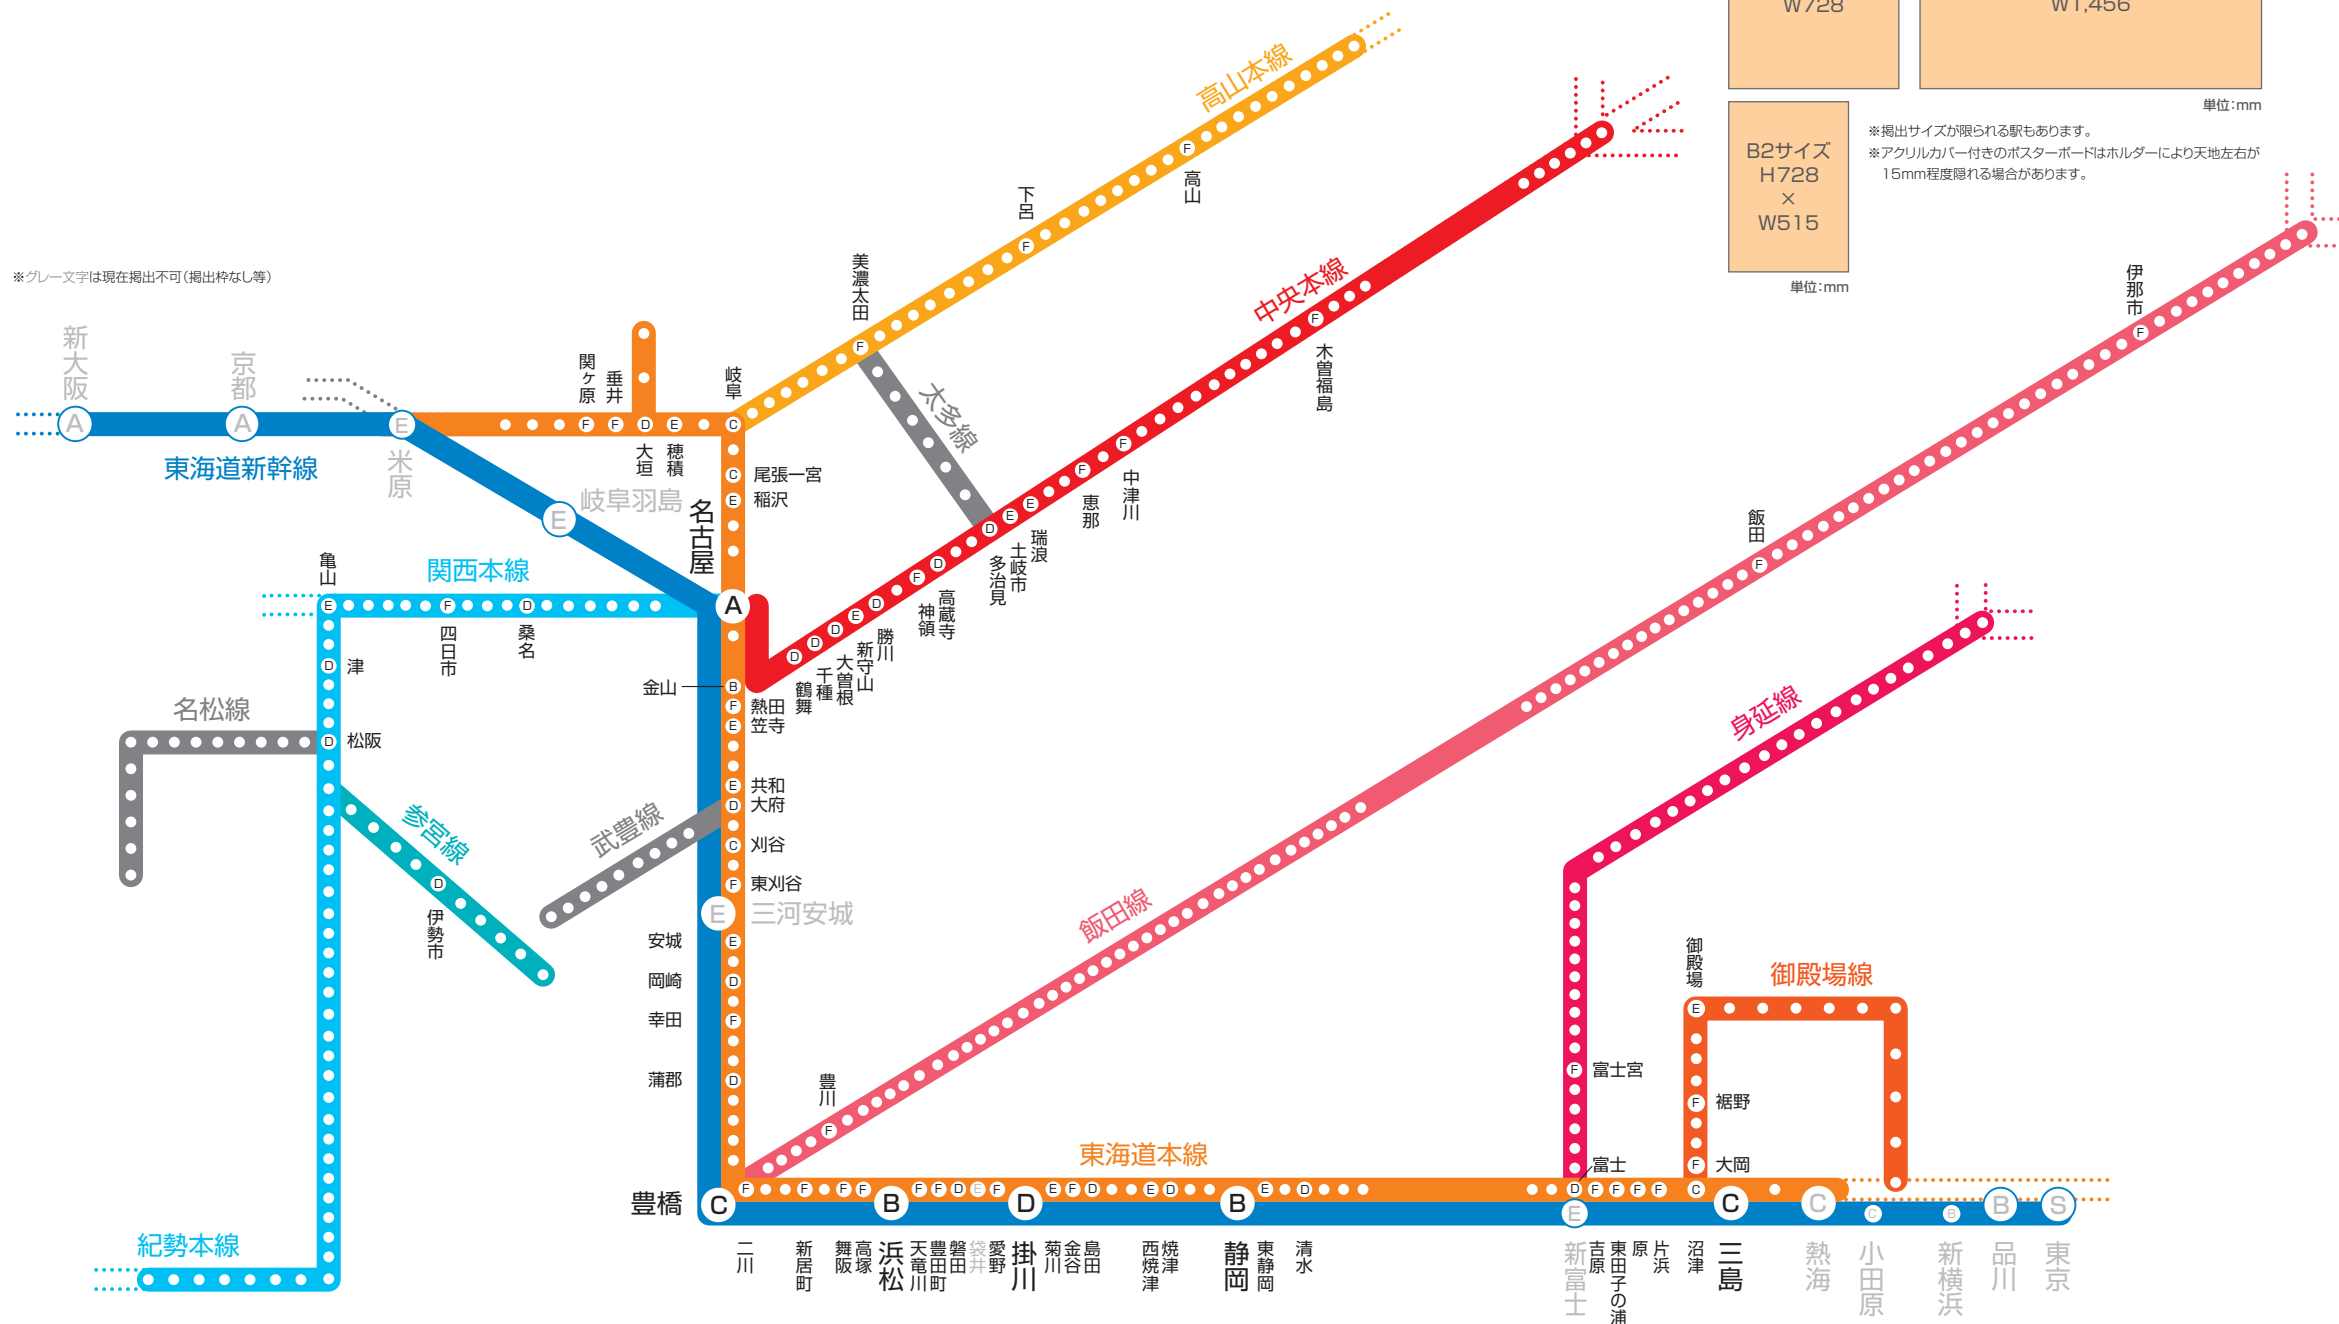 W728
W1,456
単位：mm
B2サイズ
H728
×
W515
単位：mm
※掲出サイズが限られる駅もあります。
※アクリルカバー付きのポスターボードはホルダーにより天地左右が
15mm程度隠れる場合があります。
※グレー文字は現在掲出不可（掲出枠なし等）
高山本線
高山
F
下呂
F
美濃太田
F
中央本線
木曽福島
F
中津川
F
恵那
F
瑞浪
E
土岐市
E
多治見
D
高蔵寺
D
神領
F
勝川
D
新守山
E
大曽根
D
千種
D
鶴舞
D
太多線
新大阪
A
京都
A
東海道新幹線
米原
E
岐阜羽島
E
関ヶ原
F
垂井
F
大垣
D
穂積
E
岐阜
C
尾張一宮
C
稲沢
E
名古屋
A
関西本線
亀山
E
四日市
F
桑名
D
津
D
松阪
D
名松線
参宮線
伊勢市
D
紀勢本線
金山
B
熱田
F
笠寺
E
共和
E
大府
D
武豊線
刈谷
C
東刈谷
F
三河安城
E
安城
E
岡崎
D
幸田
F
蒲郡
D
豊橋
C
飯田線
豊川
F
飯田
F
伊那市
F
身延線
富士宮
F
富士
D
御殿場線
御殿場
E
裾野
F
大岡
F
東海道本線
二川
F
新居町
F
舞阪
F
高塚
F
浜松
B
天竜川
F
豊田町
F
磐田
D
袋井
E
愛野
F
掛川
D
菊川
E
金谷
F
島田
D
西焼津
E
焼津
D
静岡
B
東静岡
E
清水
D
新富士
E
吉原
F
東田子の浦
F
原
F
片浜
F
沼津
C
三島
C
熱海
C
小田原
C
新横浜
B
品川
B
東京
S